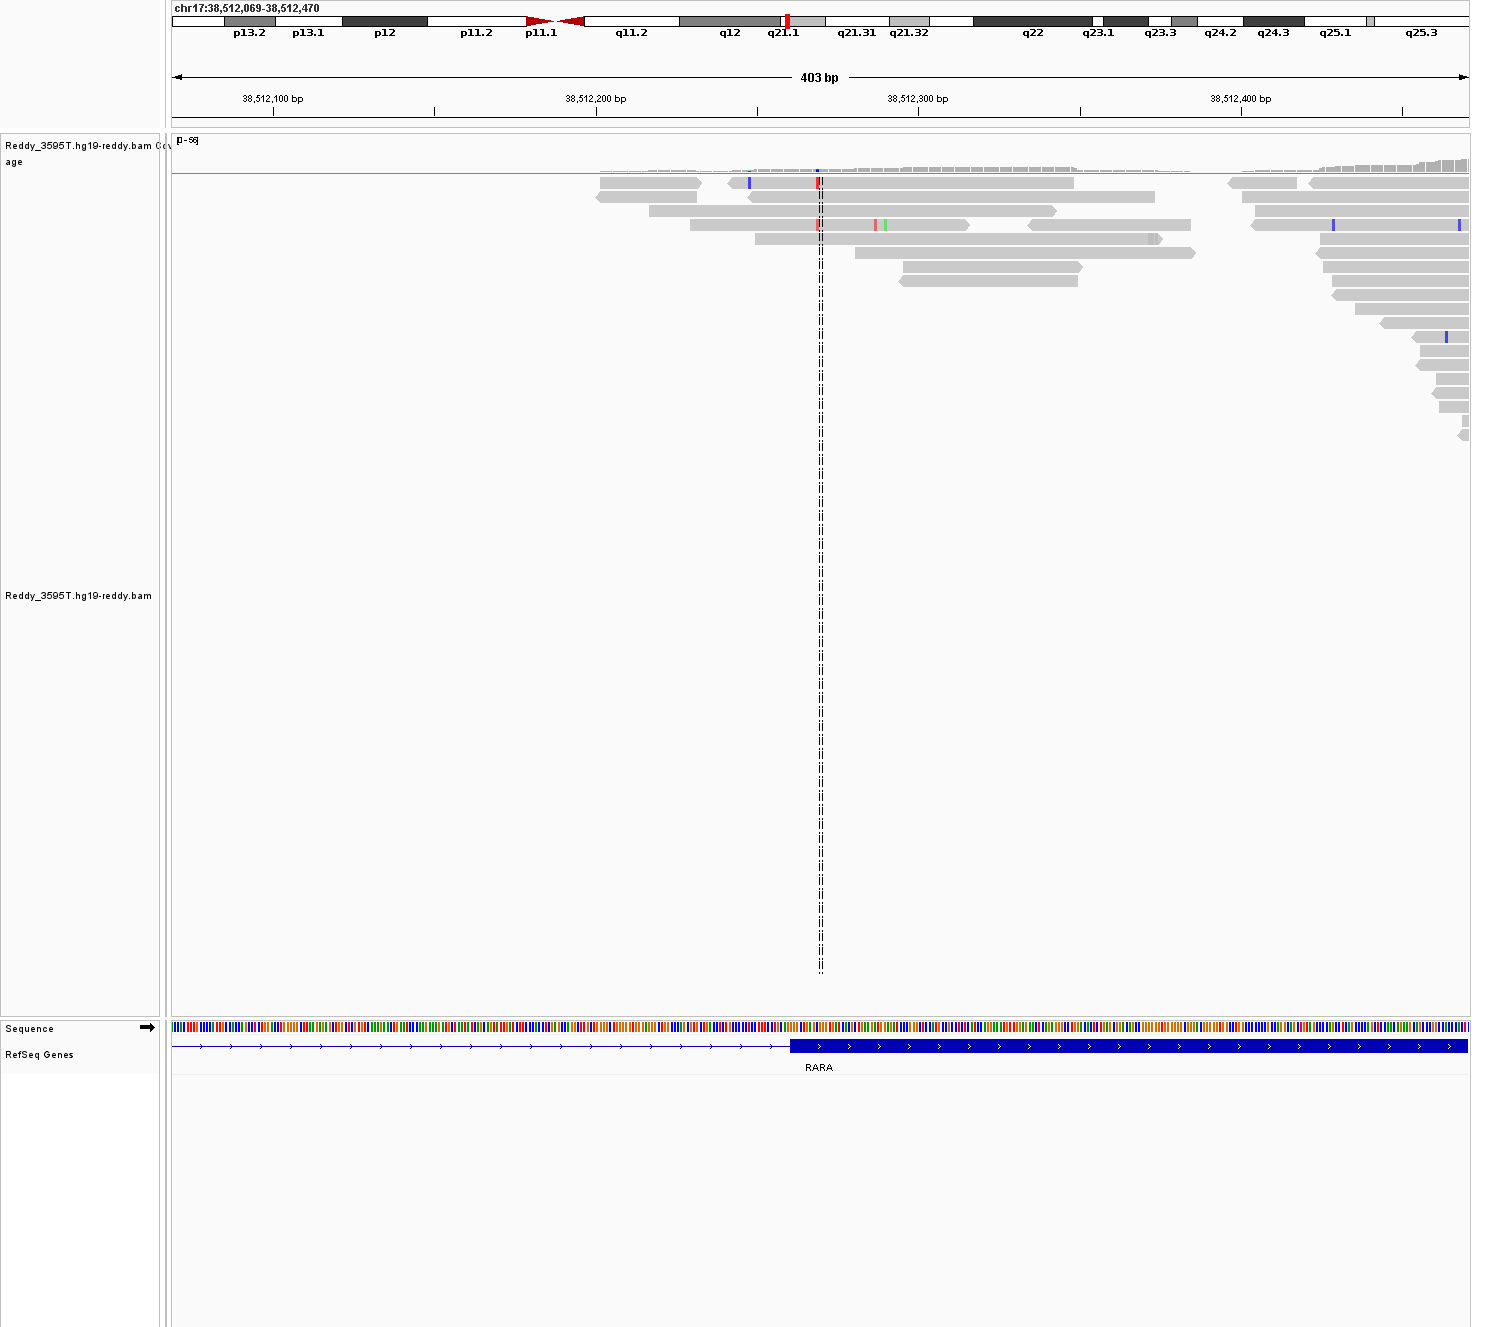 chr17:38,512,069-38,512,470
p13.2 p13.1 p12 p11.2 p11.1 q11.2 q12 q21.1 q21.31 q21.32 q22 q23.1 q23.3 q24.2 q24.3 q25.1 q25.3
403 bp
38,512,100 bp 38,512,200 bp 38,512,300 bp 38,512,400 bp
[0-56]
Reddy_3595T.hg19-reddy.bam Cov
age
Reddy_3595T.hg19-reddy.bam
Sequence
RefSeq Genes
RARA